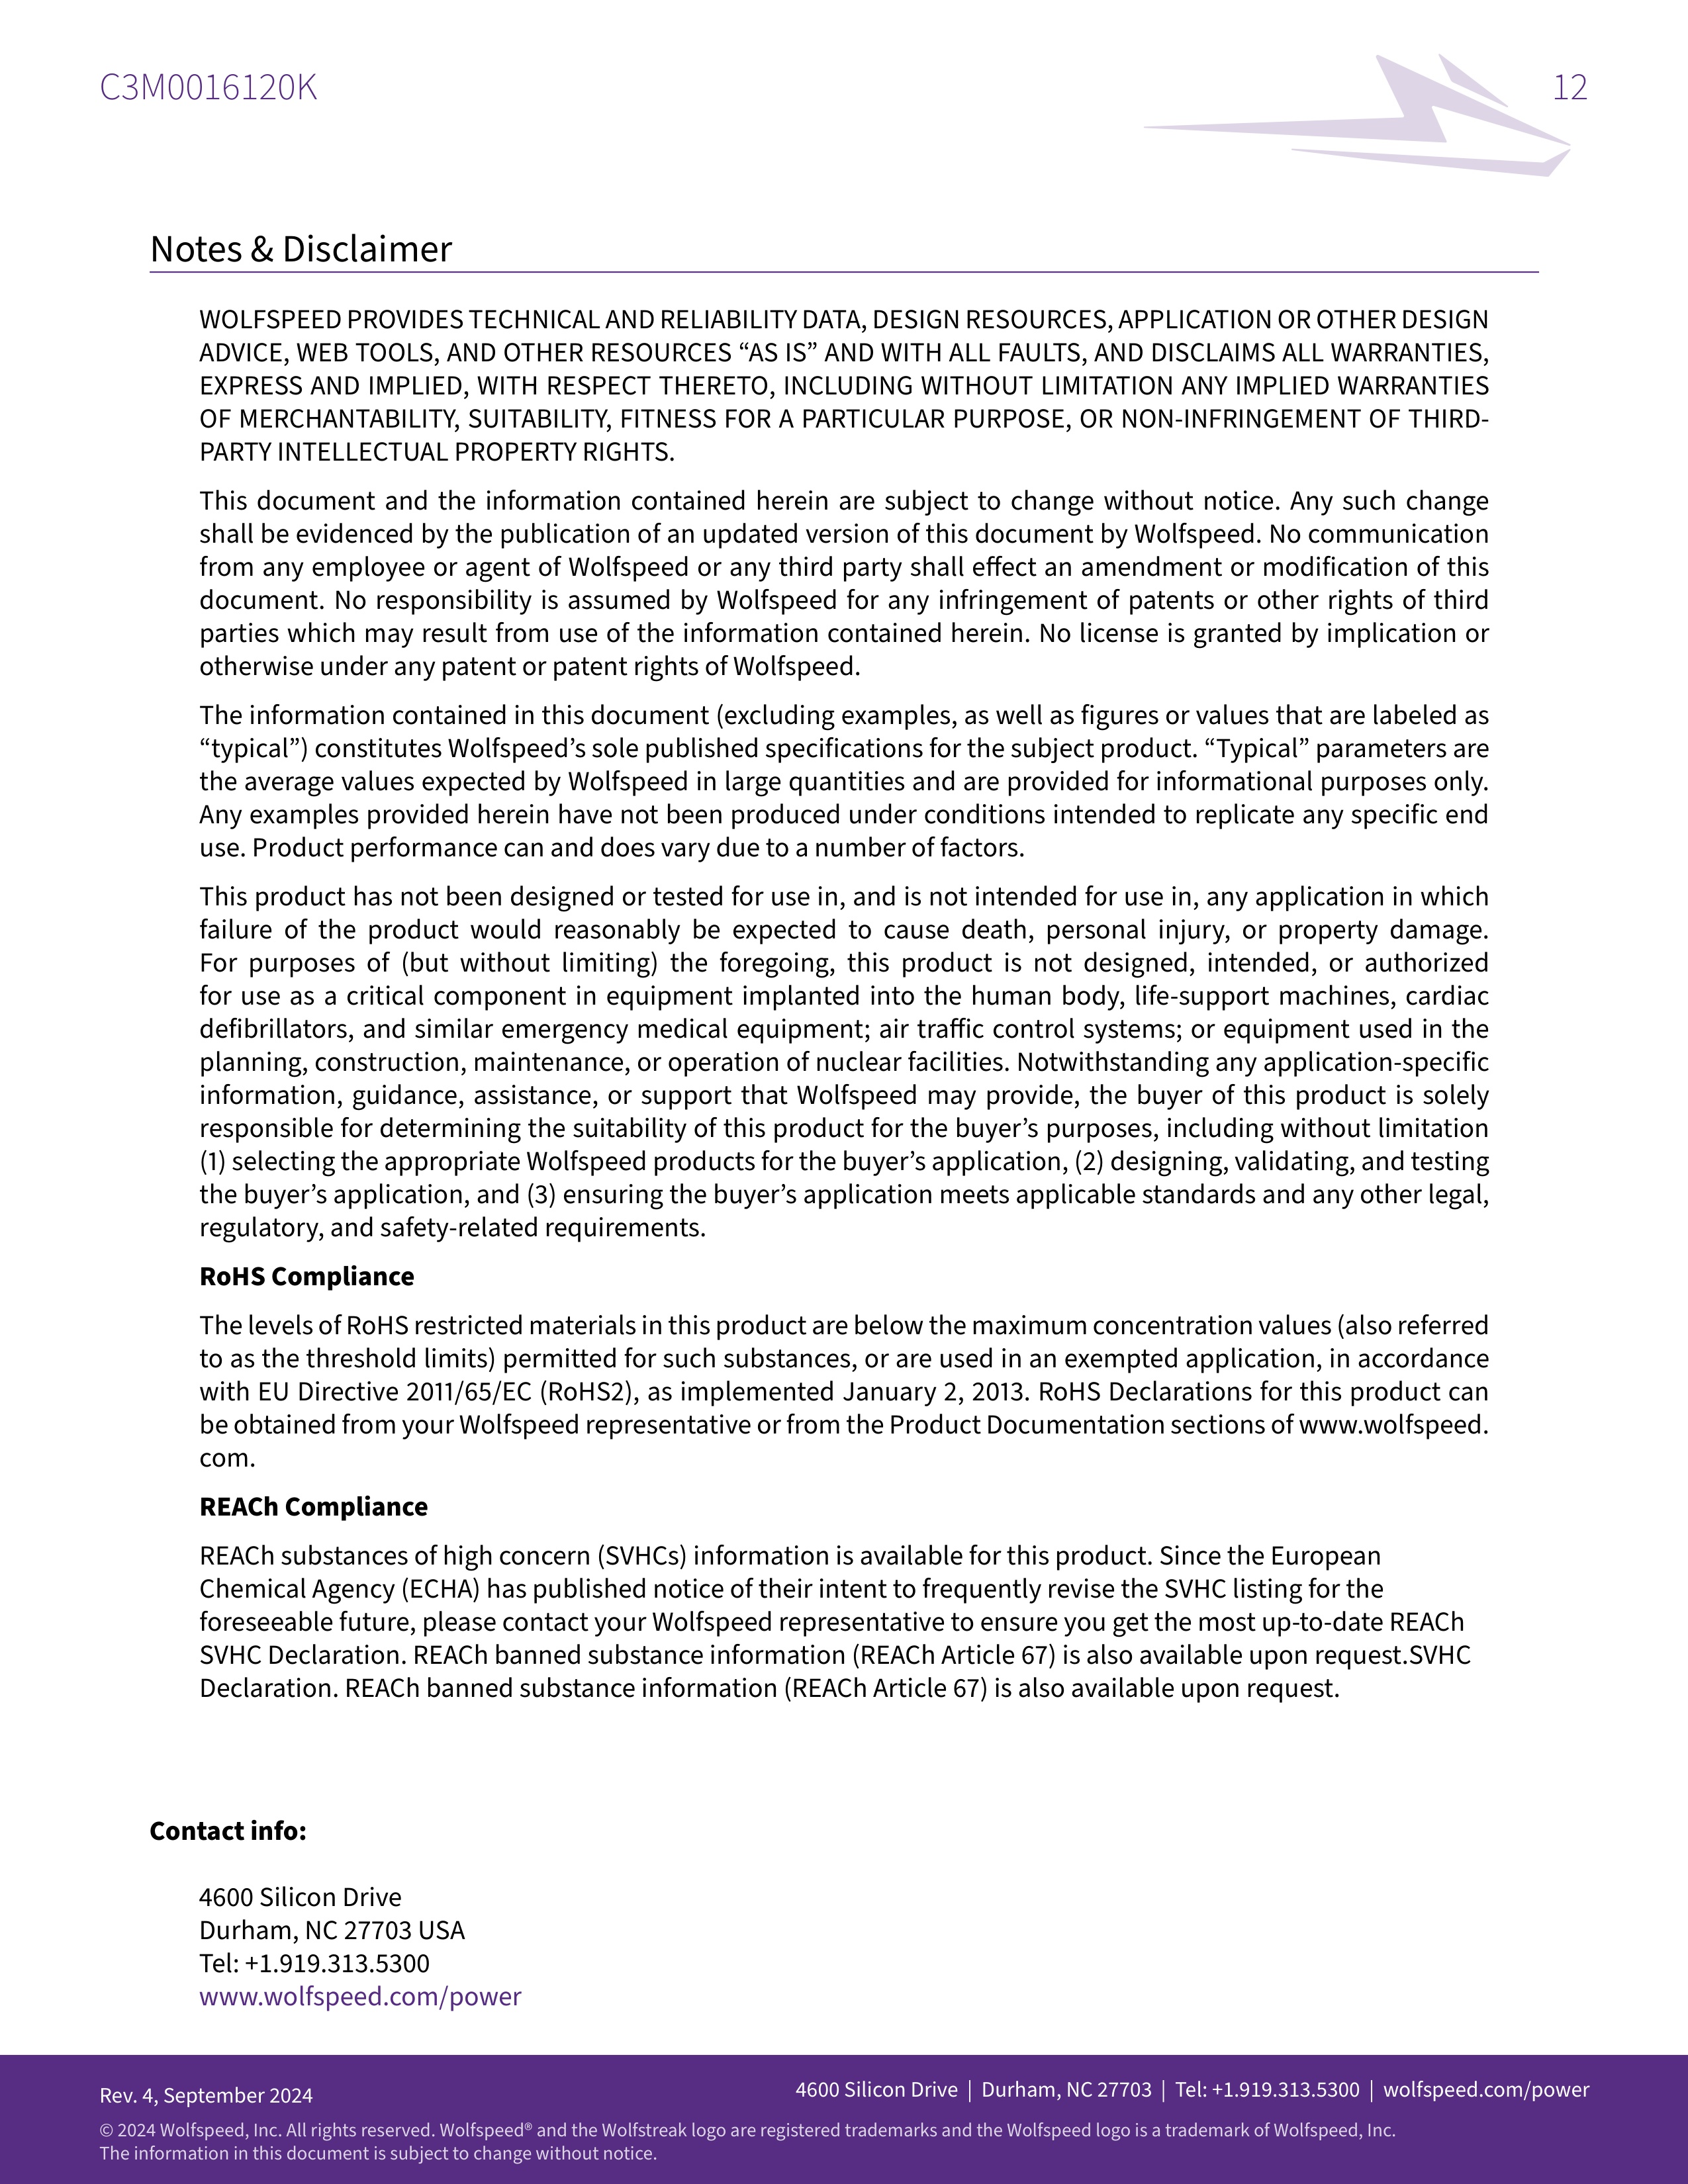 C3M0016120K
12
Notes & Disclaimer
WOLFSPEED PROVIDES TECHNICAL AND RELIABILITY DATA, DESIGN RESOURCES, APPLICATION OR OTHER DESIGN
ADVICE, WEB TOOLS, AND OTHER RESOURCES “AS IS” AND WITH ALL FAULTS, AND DISCLAIMS ALL WARRANTIES,
EXPRESS AND IMPLIED, WITH RESPECT THERETO, INCLUDING WITHOUT LIMITATION ANY IMPLIED WARRANTIES
OF MERCHANTABILITY, SUITABILITY, FITNESS FOR A PARTICULAR PURPOSE, OR NON-INFRINGEMENT OF THIRD-
PARTY INTELLECTUAL PROPERTY RIGHTS.
This document and the information contained herein are subject to change without notice. Any such change
shall be evidenced by the publication of an updated version of this document by Wolfspeed. No communication
from any employee or agent of Wolfspeed or any third party shall effect an amendment or modification of this
document. No responsibility is assumed by Wolfspeed for any infringement of patents or other rights of third
parties which may result from use of the information contained herein. No license is granted by implication or
otherwise under any patent or patent rights of Wolfspeed.
The information contained in this document (excluding examples, as well as figures or values that are labeled as
“typical”) constitutes Wolfspeed’s sole published specifications for the subject product. “Typical” parameters are
the average values expected by Wolfspeed in large quantities and are provided for informational purposes only.
Any examples provided herein have not been produced under conditions intended to replicate any specific end
use. Product performance can and does vary due to a number of factors.
This product has not been designed or tested for use in, and is not intended for use in, any application in which
failure of the product would reasonably be expected to cause death, personal injury, or property damage.
For purposes of (but without limiting) the foregoing, this product is not designed, intended, or authorized
for use as a critical component in equipment implanted into the human body, life-support machines, cardiac
defibrillators, and similar emergency medical equipment; air traffic control systems; or equipment used in the
planning, construction, maintenance, or operation of nuclear facilities. Notwithstanding any application-specific
information, guidance, assistance, or support that Wolfspeed may provide, the buyer of this product is solely
responsible for determining the suitability of this product for the buyer’s purposes, including without limitation
(1) selecting the appropriate Wolfspeed products for the buyer’s application, (2) designing, validating, and testing
the buyer’s application, and (3) ensuring the buyer’s application meets applicable standards and any other legal,
regulatory, and safety-related requirements.
RoHS Compliance
The levels of RoHS restricted materials in this product are below the maximum concentration values (also referred
to as the threshold limits) permitted for such substances, or are used in an exempted application, in accordance
with EU Directive 2011/65/EC (RoHS2), as implemented January 2, 2013. RoHS Declarations for this product can
be obtained from your Wolfspeed representative or from the Product Documentation sections of www.wolfspeed.
com.
REACh Compliance
REACh substances of high concern (SVHCs) information is available for this product. Since the European
Chemical Agency (ECHA) has published notice of their intent to frequently revise the SVHC listing for the
foreseeable future, please contact your Wolfspeed representative to ensure you get the most up-to-date REACh
SVHC Declaration. REACh banned substance information (REACh Article 67) is also available upon request.SVHC
Declaration. REACh banned substance information (REACh Article 67) is also available upon request.
Contact info:
4600 Silicon Drive
Durham, NC 27703 USA
Tel: +1.919.313.5300
www.wolfspeed.com/power
Rev. 4, September 2024
4600 Silicon Drive | Durham, NC 27703 | Tel: +1.919.313.5300 | wolfspeed.com/power
© 2024 Wolfspeed, Inc. All rights reserved. Wolfspeed® and the Wolfstreak logo are registered trademarks and the Wolfspeed logo is a trademark of Wolfspeed, Inc.
The information in this document is subject to change without notice.